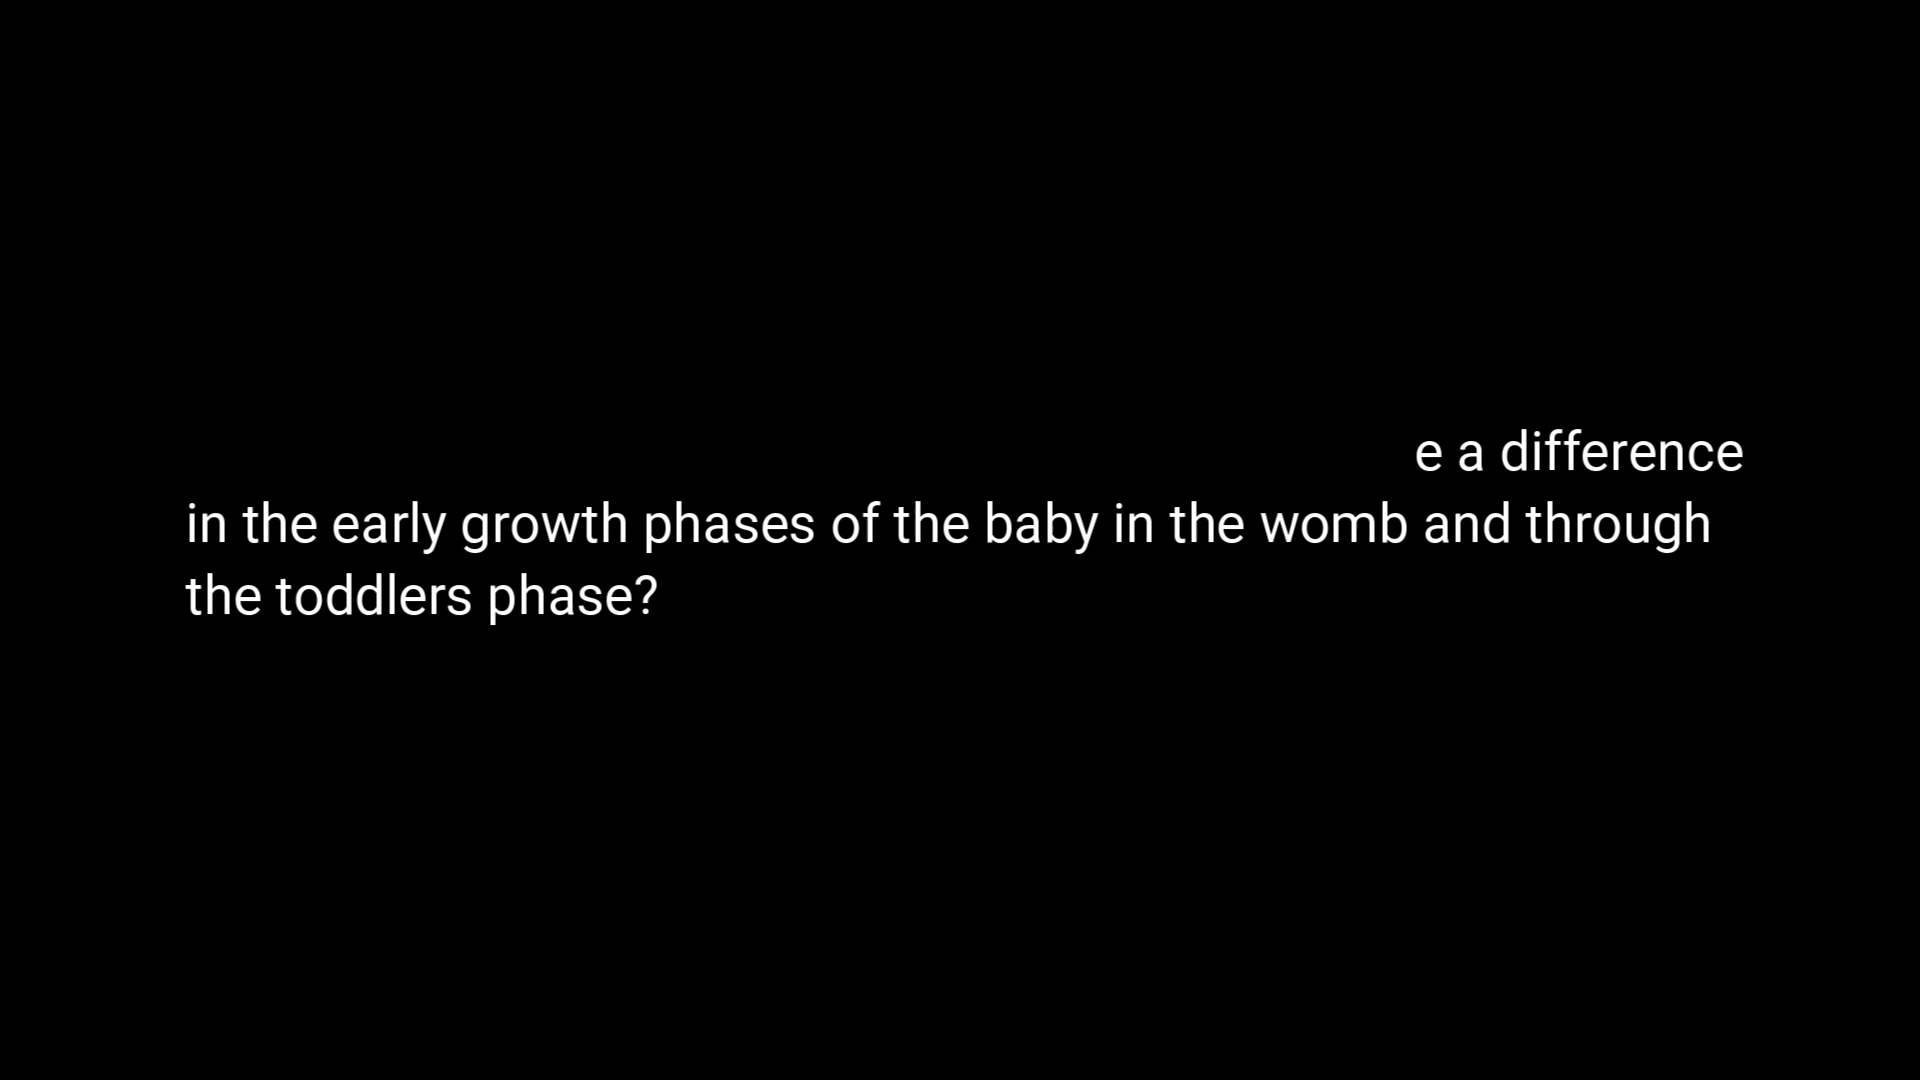 e a difference
in the early growth phases of the baby in the womb and through
the toddlers phase?